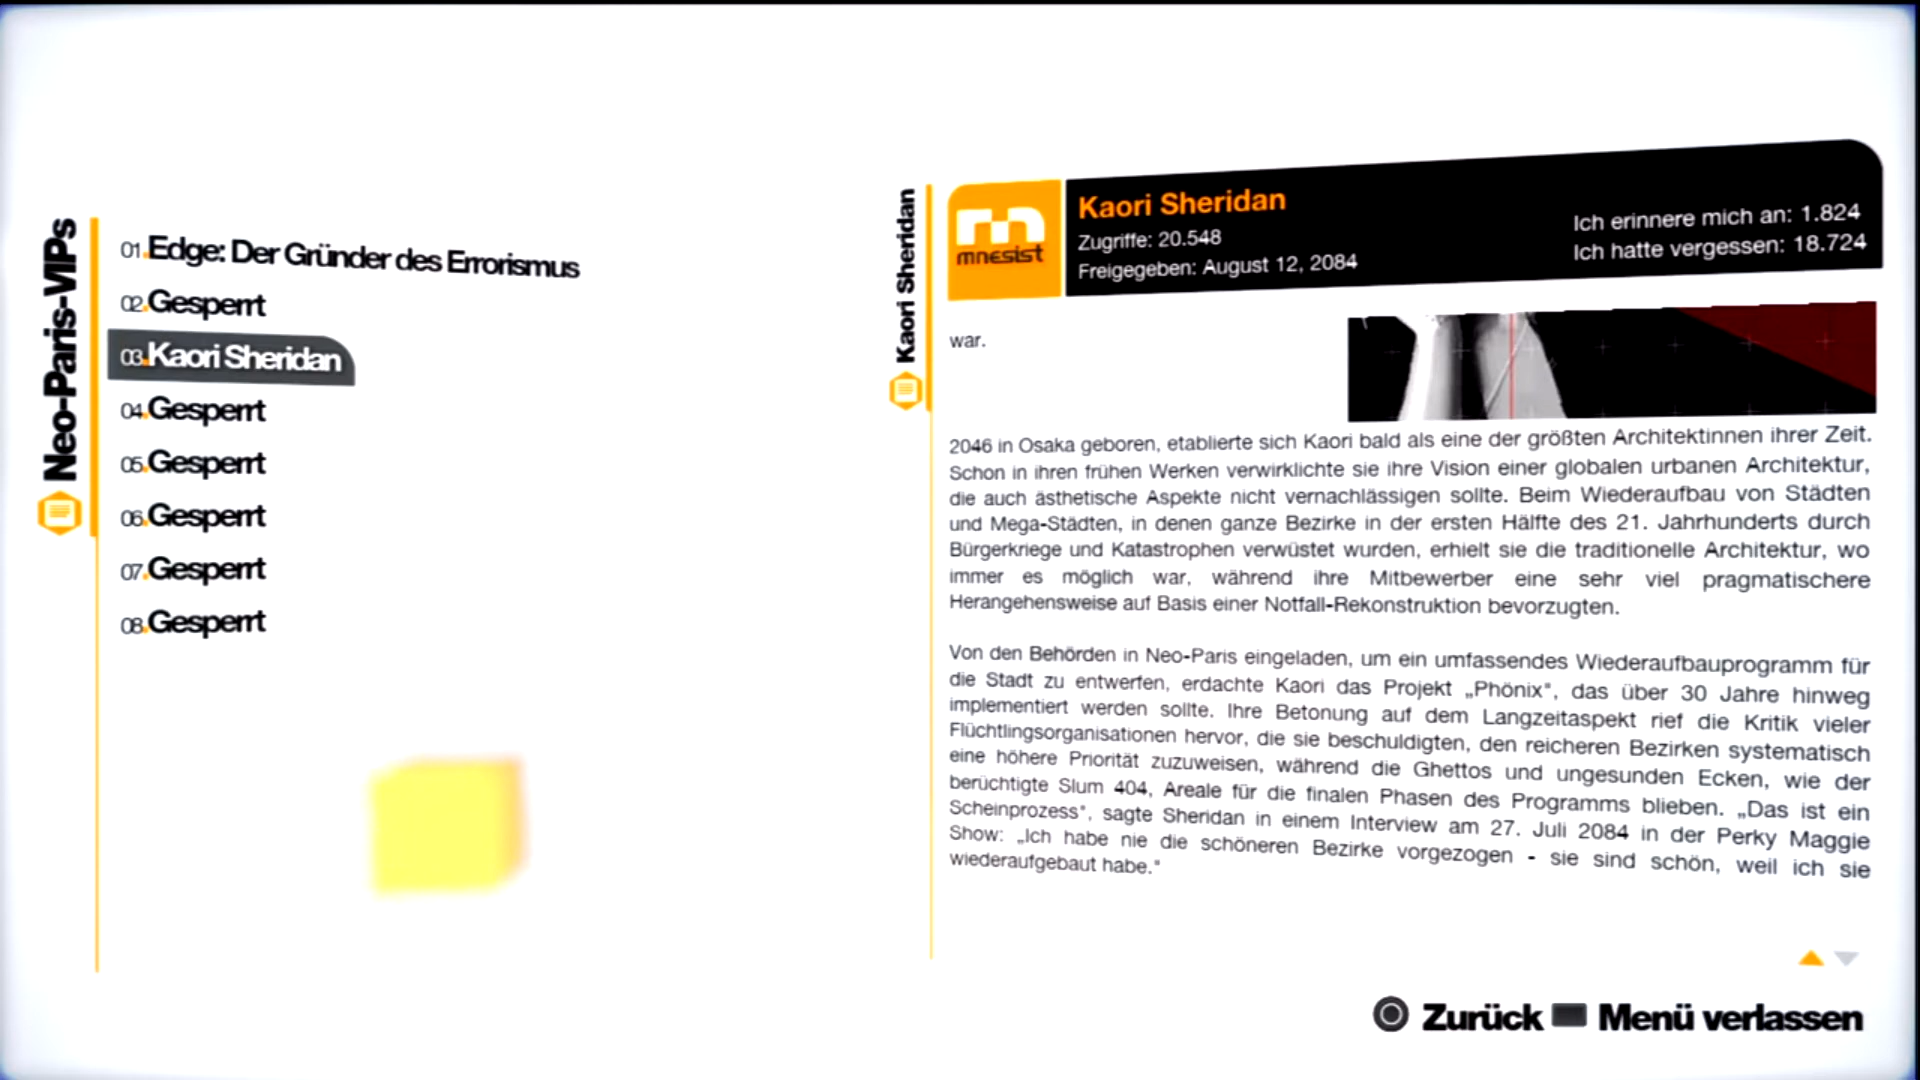 Neo-Paris-VIPs
01.Edge: Der Gründer des Errorismus
02.Gesperrt
03.Kaori Sheridan
04.Gesperrt
05.Gesperrt
06.Gesperrt
07.Gesperrt
08.Gesperrt
Kaori Sheridan
mnesist
Kaori Sheridan
Zugriffe: 20.548
Freigegeben: August 12, 2084
Ich erinnere mich an: 1.824
Ich hatte vergessen: 18.724
war.
2046 in Osaka geboren, etablierte sich Kaori bald als eine der größten Architektinnen ihrer Zeit.
Schon in ihren frühen Werken verwirklichte sie ihre Vision einer globalen urbanen Architektur,
die auch ästhetische Aspekte nicht vernachlässigen sollte. Beim Wiederaufbau von Städten
und Mega-Städten, in denen ganze Bezirke in der ersten Hälfte des 21. Jahrhunderts durch
Bürgerkriege und Katastrophen verwüstet wurden, erhielt sie die traditionelle Architektur, wo
immer es möglich war, während ihre Mitbewerber eine sehr viel pragmatischere
Herangehensweise auf Basis einer Notfall-Rekonstruktion bevorzugten.
Von den Behörden in Neo-Paris eingeladen, um ein umfassendes Wiederaufbauprogramm für
die Stadt zu entwerfen, erdachte Kaori das Projekt „Phönix", das über 30 Jahre hinweg
implementiert werden sollte. Ihre Betonung auf dem Langzeitaspekt rief die Kritik vieler
Flüchtlingsorganisationen hervor, die sie beschuldigten, den reicheren Bezirken systematisch
eine höhere Priorität zuzuweisen, während die Ghettos und ungesunden Ecken, wie der
berüchtigte Slum 404, Areale für die finalen Phasen des Programms blieben. „Das ist ein
Scheinprozess", sagte Sheridan in einem Interview am 27. Juli 2084 in der Perky Maggie
Show: „Ich habe nie die schöneren Bezirke vorgezogen - sie sind schön, weil ich sie
wiederaufgebaut habe."
Zurück Menü verlassen